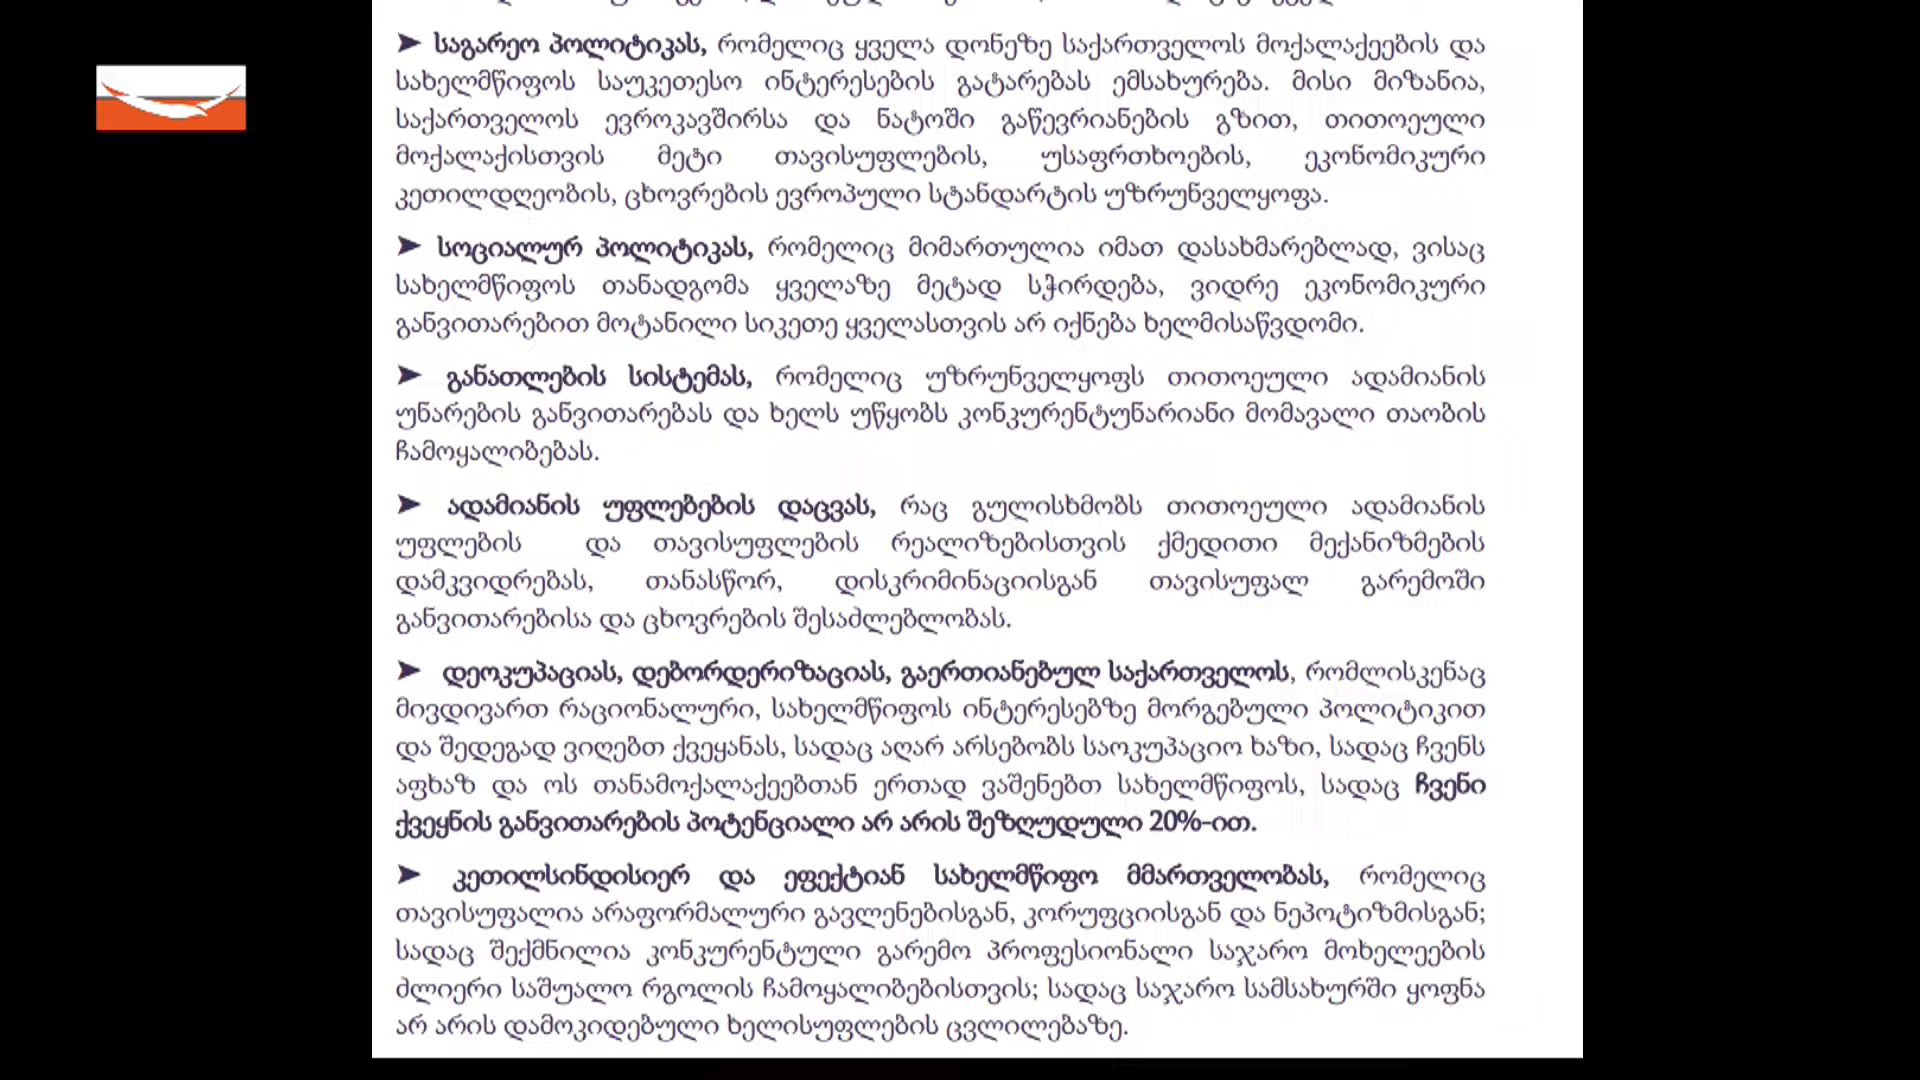 ➤ საგარეო პოლიტიკას, რომელიც ყველა დონეზე საქართველოს მოქალაქეების და
სახელმწიფოს საუკეთესო ინტერესების გატარებას ემსახურება. მისი მიზანია,
საქართველოს ევროკავშირსა და ნატოში გაწევრიანების გზით, თითოეული
მოქალაქისთვის მეტი თავისუფლების, უსაფრთხოების, ეკონომიკური
კეთილდღეობის, ცხოვრების ევროპული სტანდარტის უზრუნველყოფა.
➤ სოციალურ პოლიტიკას, რომელიც მიმართულია იმათ დასახმარებლად, ვისაც
სახელმწიფოს თანადგომა ყველაზე მეტად სჭირდება, ვიდრე ეკონომიკური
განვითარებით მოტანილი სიკეთე ყველასთვის არ იქნება ხელმისაწვდომი.
➤ განათლების სისტემას, რომელიც უზრუნველყოფს თითოეული ადამიანის
უნარების განვითარებას და ხელს უწყობს კონკურენტუნარიანი მომავალი თაობის
ჩამოყალიბებას.
➤ ადამიანის უფლებების დაცვას, რაც გულისხმობს თითოეული ადამიანის
უფლების და თავისუფლების რეალიზებისთვის ქმედითი მექანიზმების
დამკვიდრებას, თანასწორ, დისკრიმინაციისგან თავისუფალ გარემოში
განვითარებისა და ცხოვრების შესაძლებლობას.
➤ დეოკუპაციას, დებორდერიზაციას, გაერთიანებულ საქართველოს, რომლისკენაც
მივდივართ რაციონალური, სახელმწიფოს ინტერესებზე მორგებული პოლიტიკით
და შედეგად ვიღებთ ქვეყანას, სადაც აღარ არსებობს საოკუპაციო ხაზი, სადაც ჩვენს
აფხაზ და ოს თანამოქალაქეებთან ერთად ვაშენებთ სახელმწიფოს, სადაც ჩვენი
ქვეყნის განვითარების პოტენციალი არ არის შეზღუდული 20%-ით.
➤ კეთილსინდისიერ და ეფექტიან სახელმწიფო მმართველობას, რომელიც
თავისუფალია არაფორმალური გავლენებისგან, კორუფციისგან და ნეპოტიზმისგან;
სადაც შექმნილია კონკურენტული გარემო პროფესიონალი საჯარო მოხელეების
ძლიერი საშუალო რგოლის ჩამოყალიბებისთვის; სადაც საჯარო სამსახურში ყოფნა
არ არის დამოკიდებული ხელისუფლების ცვლილებაზე.